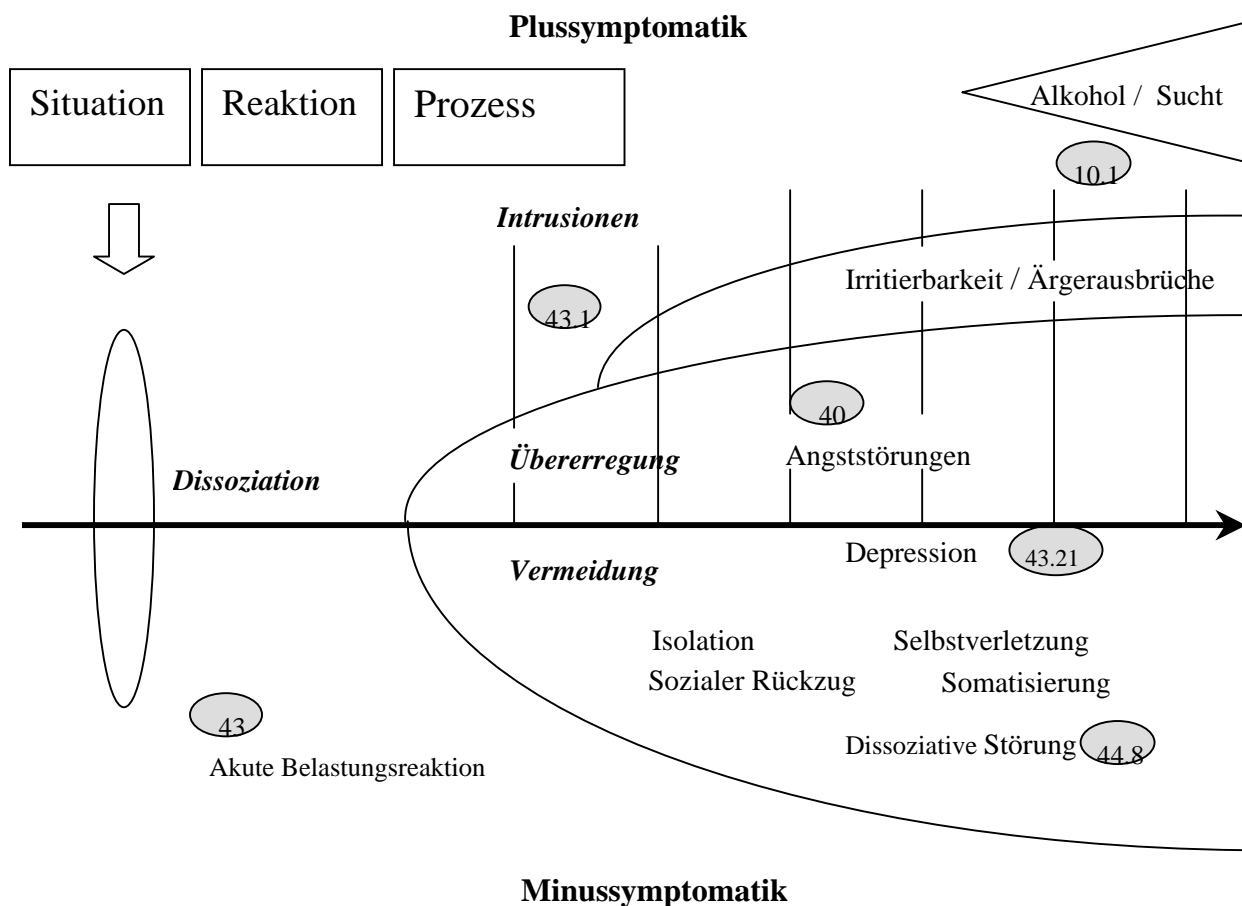 Plussymptomatik
Situation
Reaktion
Prozess
Alkohol / Sucht
10.1
Intrusionen
Irritierbarkeit / Ärgerausbrüche
43.1
40
Übererregung
Angststörungen
Dissoziation
Depression
43.21
Vermeidung
Isolation
Selbstverletzung
Sozialer Rückzug
Somatisierung
43
Dissoziative Störung
44.8
Akute Belastungsreaktion
Minussymptomatik